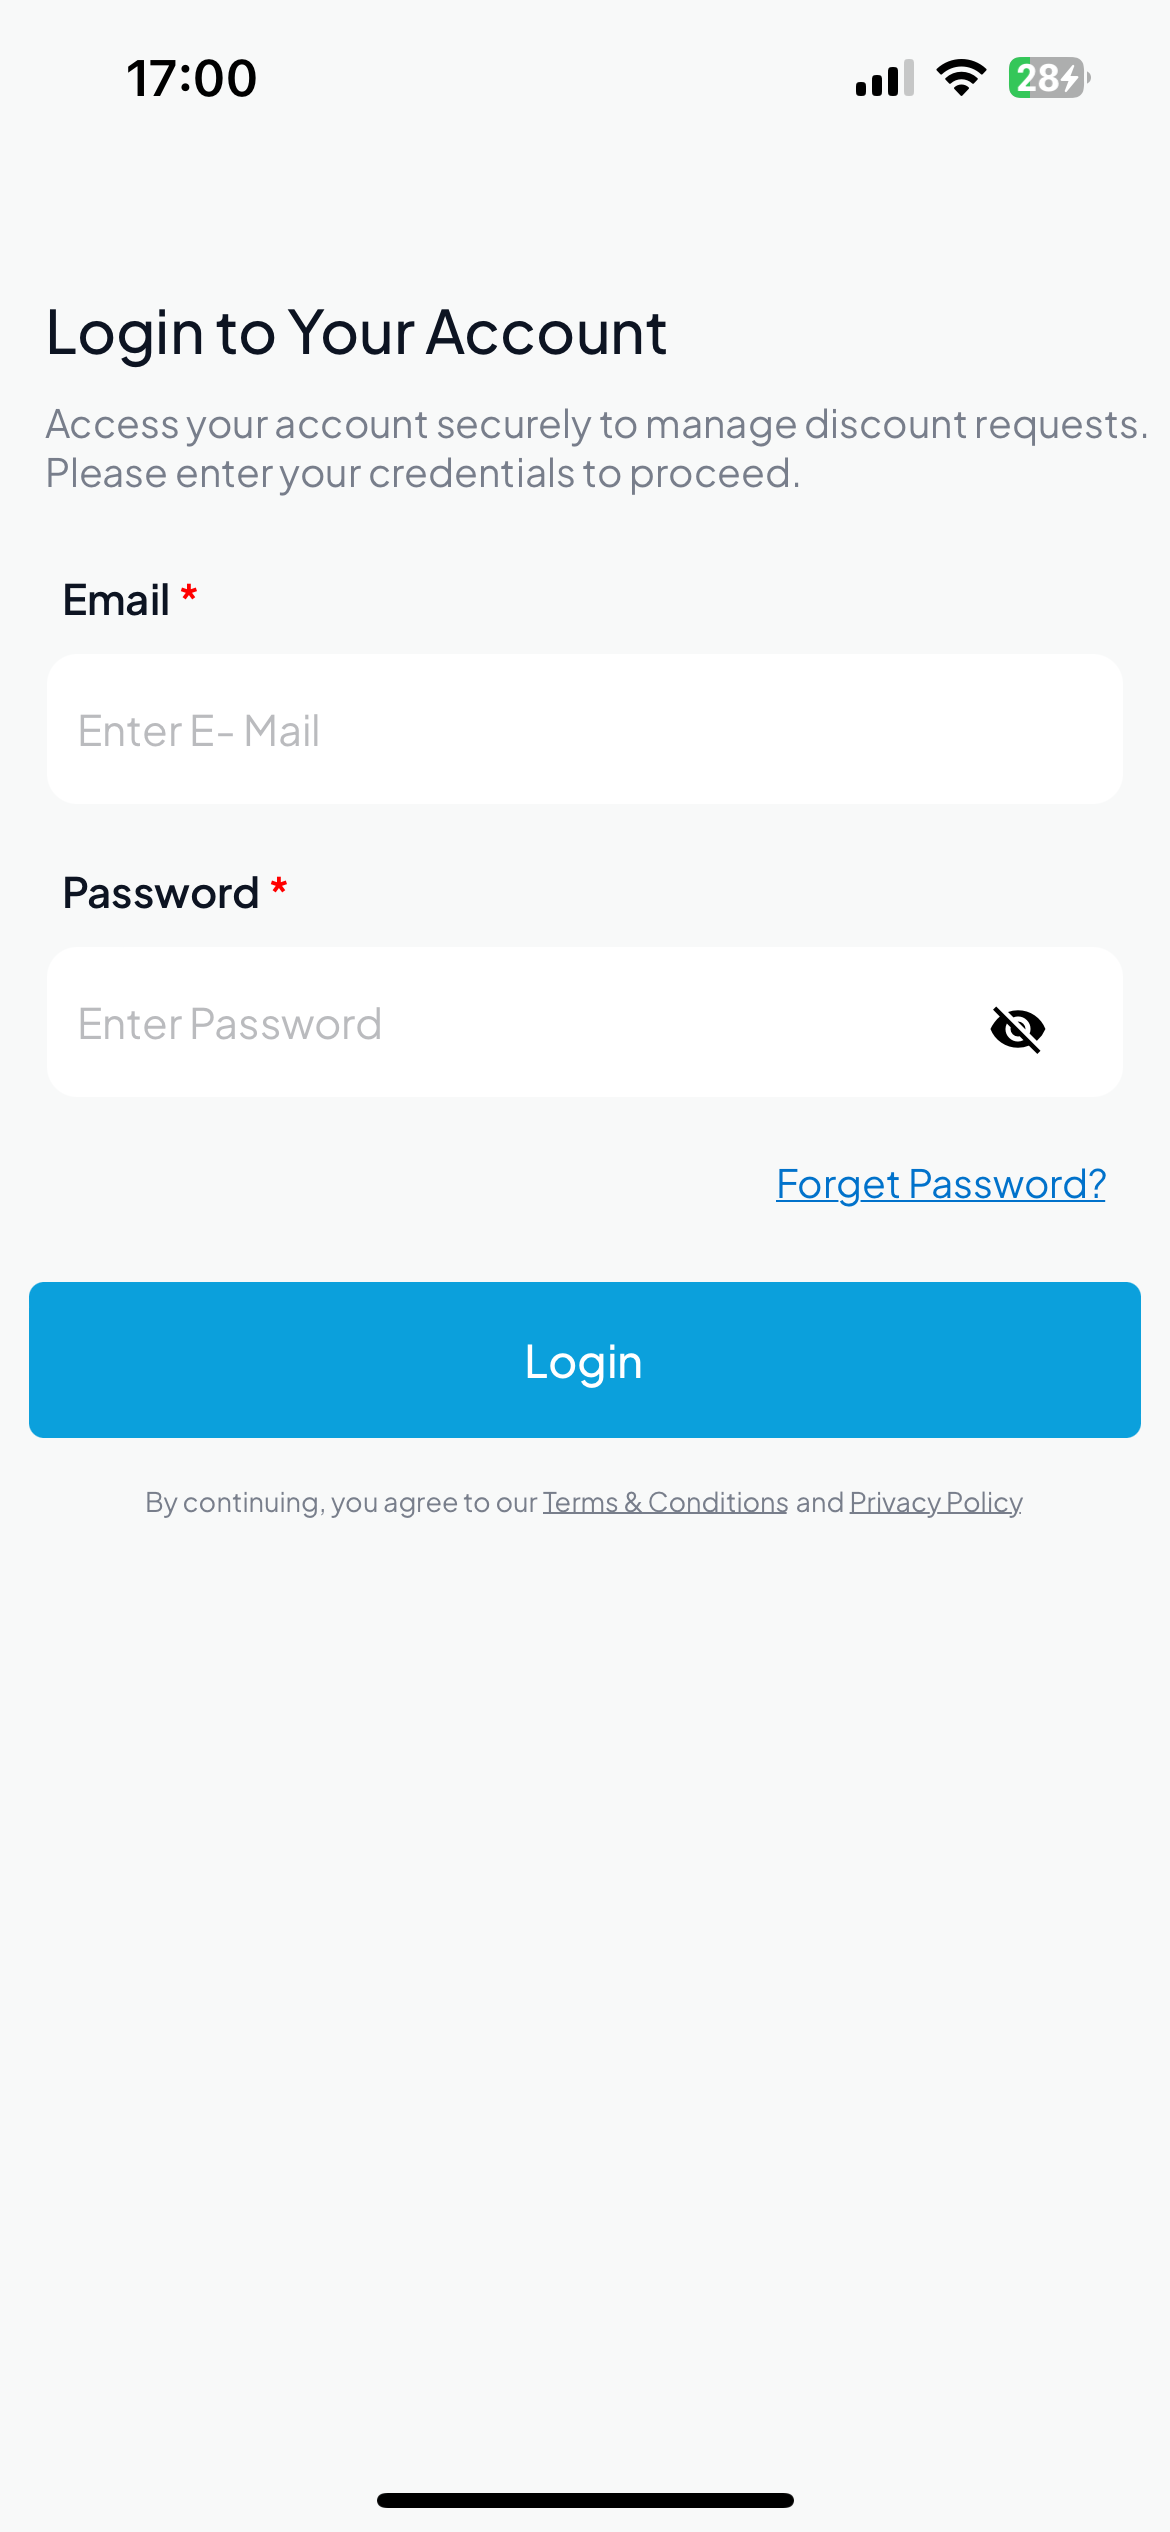 17:00
28
Login to Your Account
Access your account securely to manage discount requests.
Please enter your credentials to proceed.
Email *
Enter E- Mail
Password *
Enter Password
Forget Password?
Login
By continuing, you agree to our Terms & Conditions and Privacy Policy